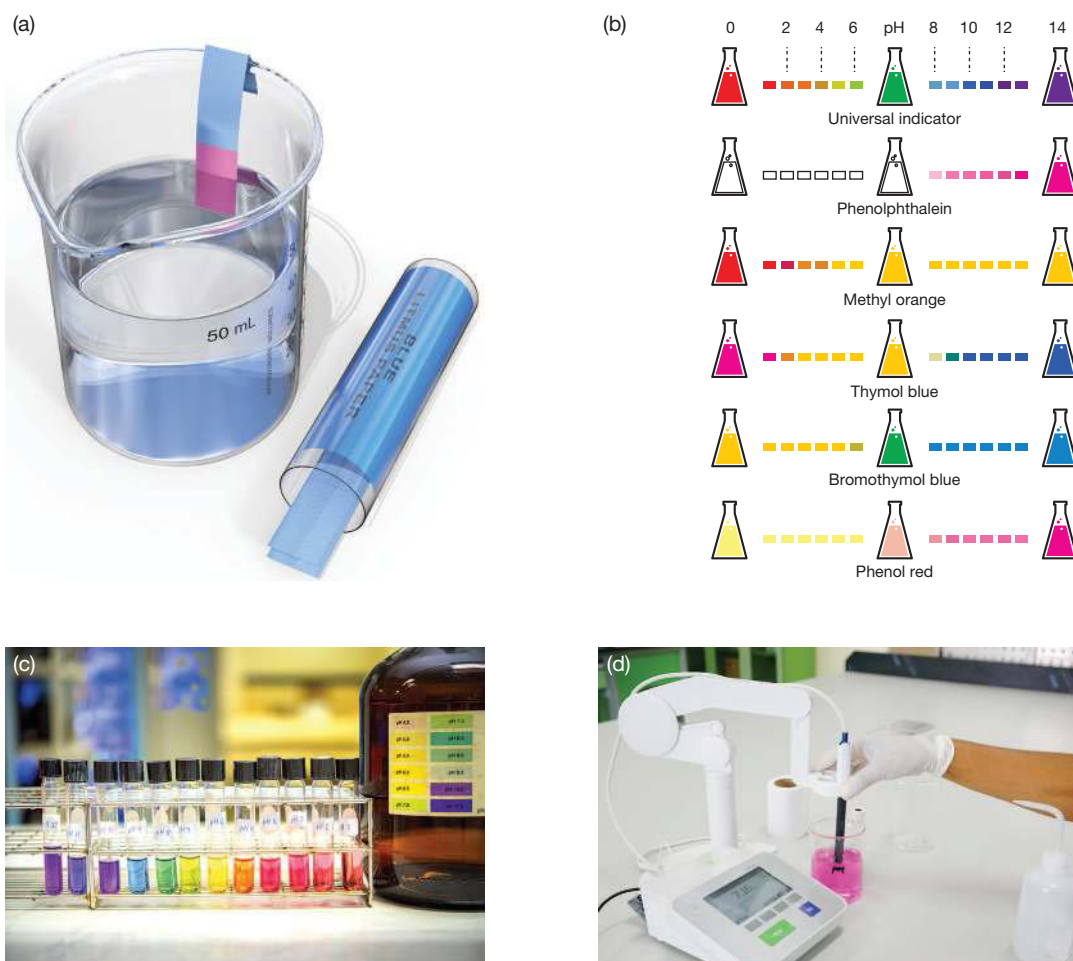 (a)
50 mL
BLUE
LITMUS PAPER
(b)
0 2 4 6 pH 8 10 12 14
Universal indicator
Phenolphthalein
Methyl orange
Thymol blue
Bromothymol blue
Phenol red
(c)
(d)